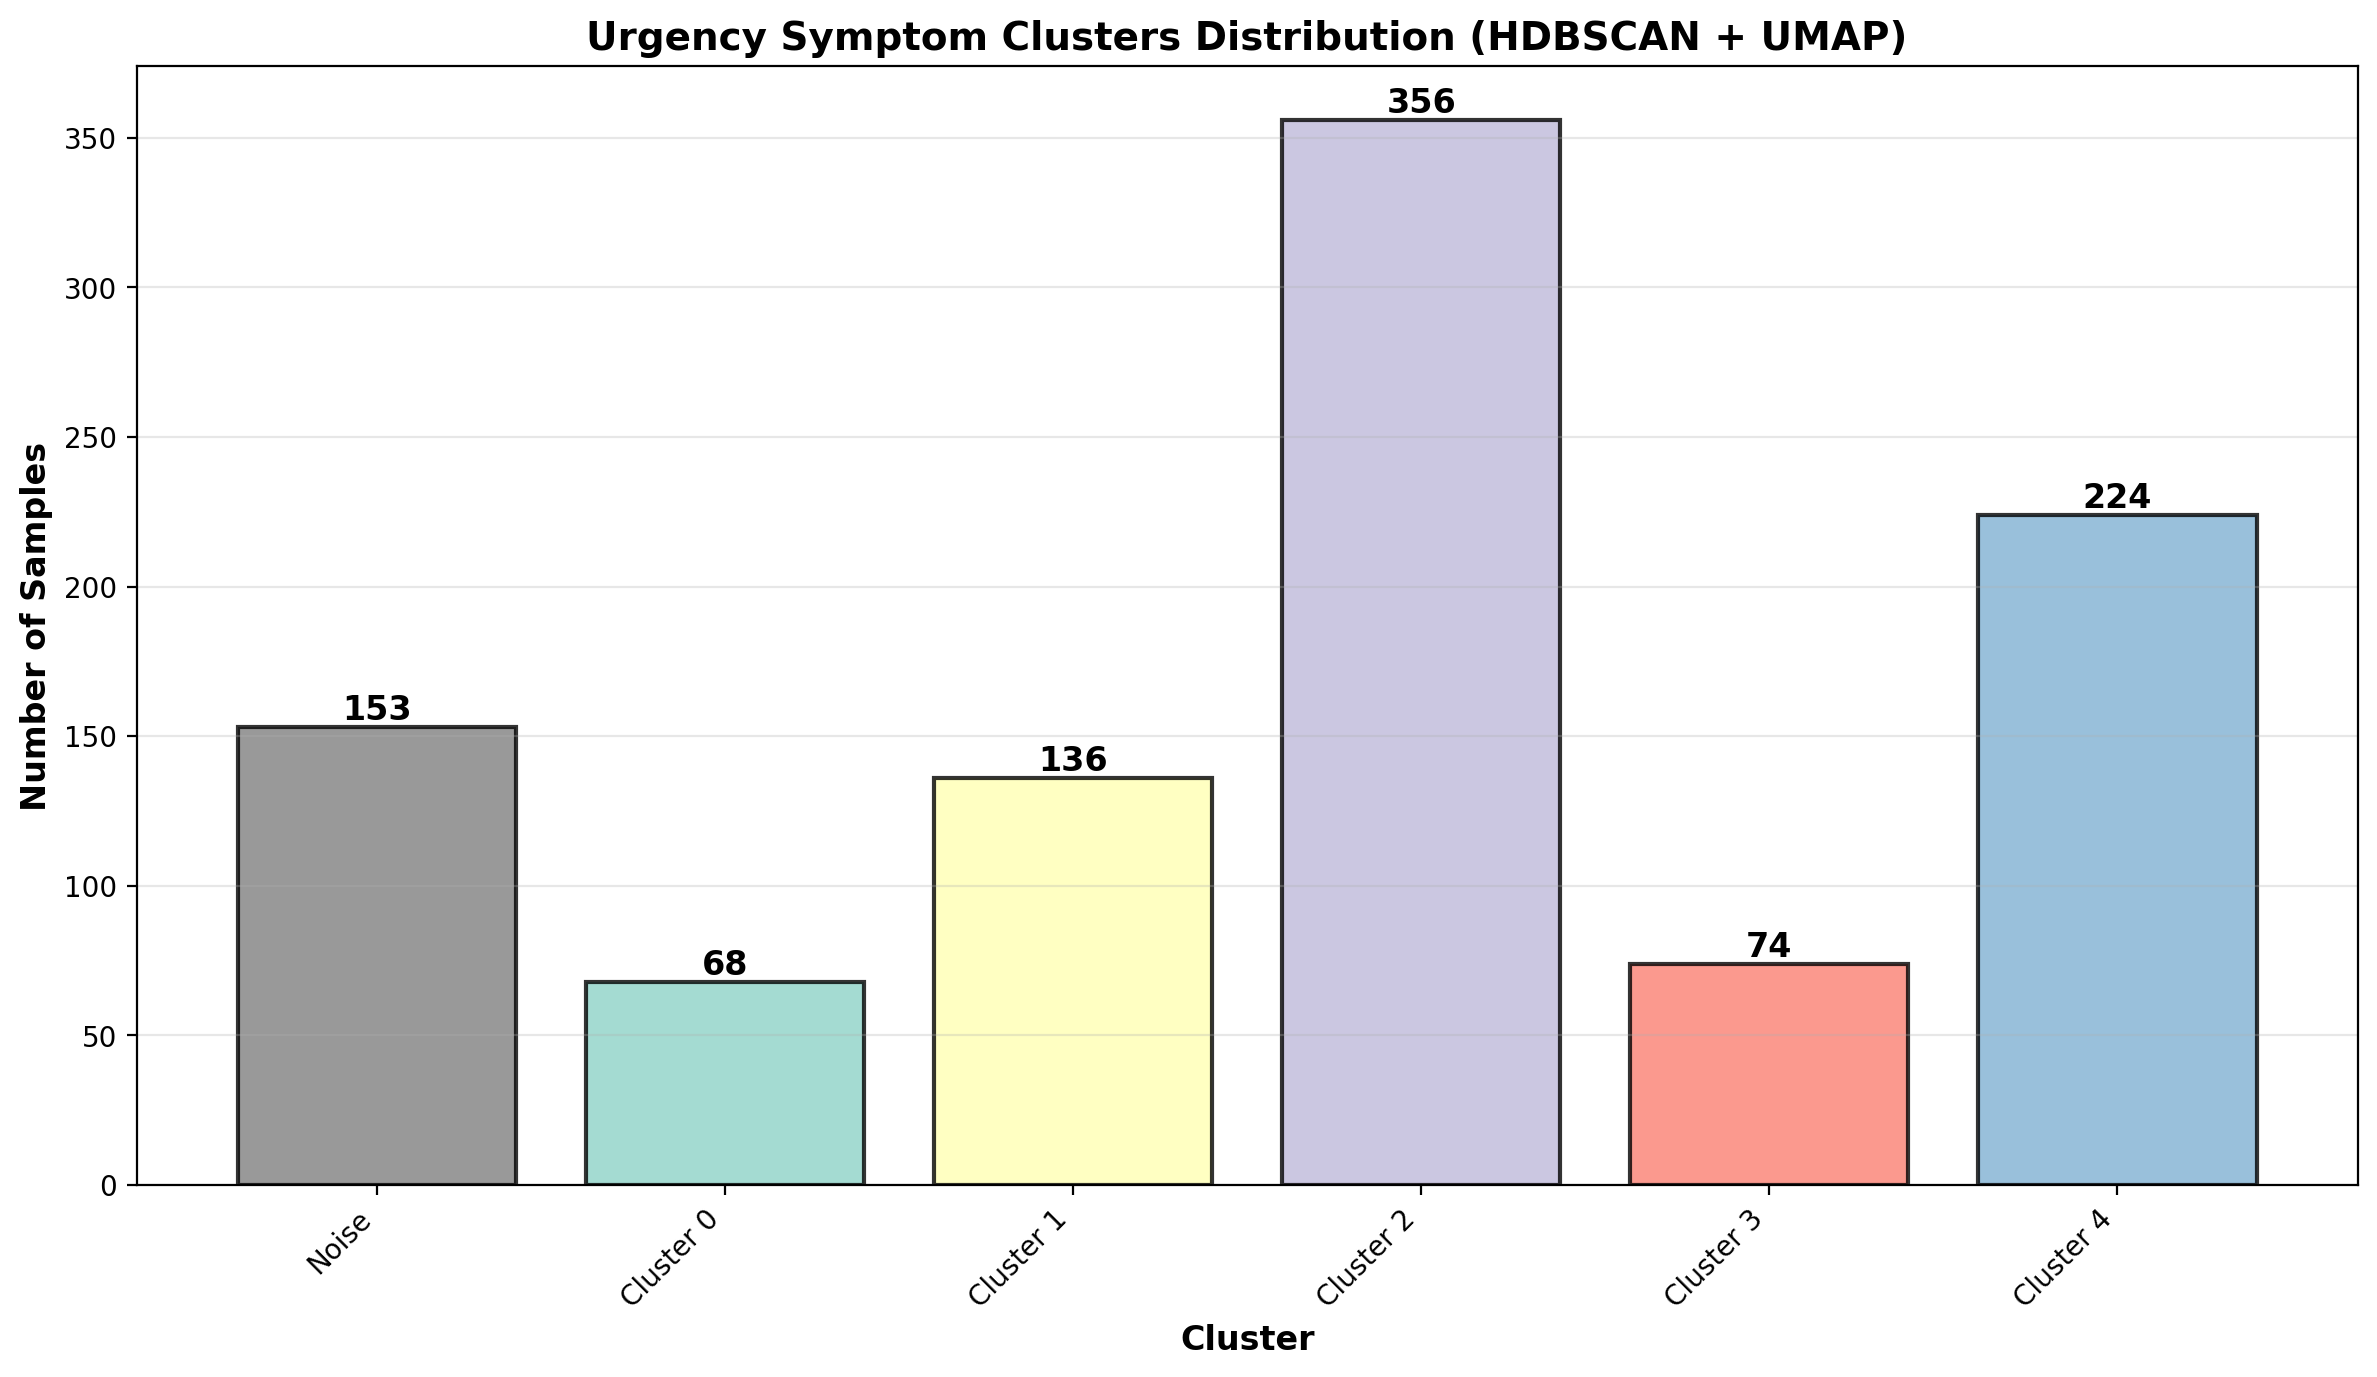 Urgency Symptom Clusters Distribution (HDBSCAN + UMAP)
Number of Samples
350
300
250
200
150
100
50
0
153
68
136
356
74
224
Noise
Cluster 0
Cluster 1
Cluster 2
Cluster 3
Cluster 4
Cluster